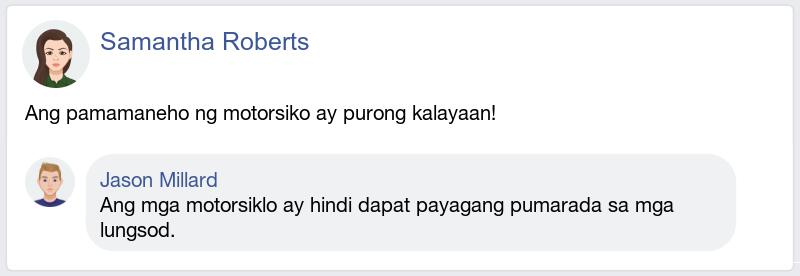 Samantha Roberts
Ang pamamaneho ng motorsiko ay purong kalayaan!
Jason Millard
Ang mga motorsiklo ay hindi dapat payagang pumarada sa mga
lungsod.